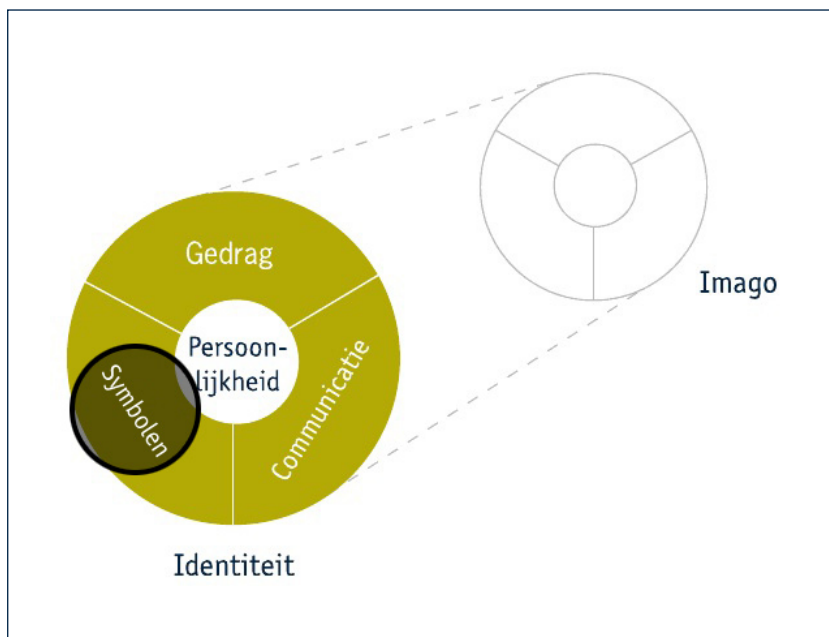 Gedrag
Persoon-
lijkheid
Symbolen
Communicatie
Imago
Identiteit